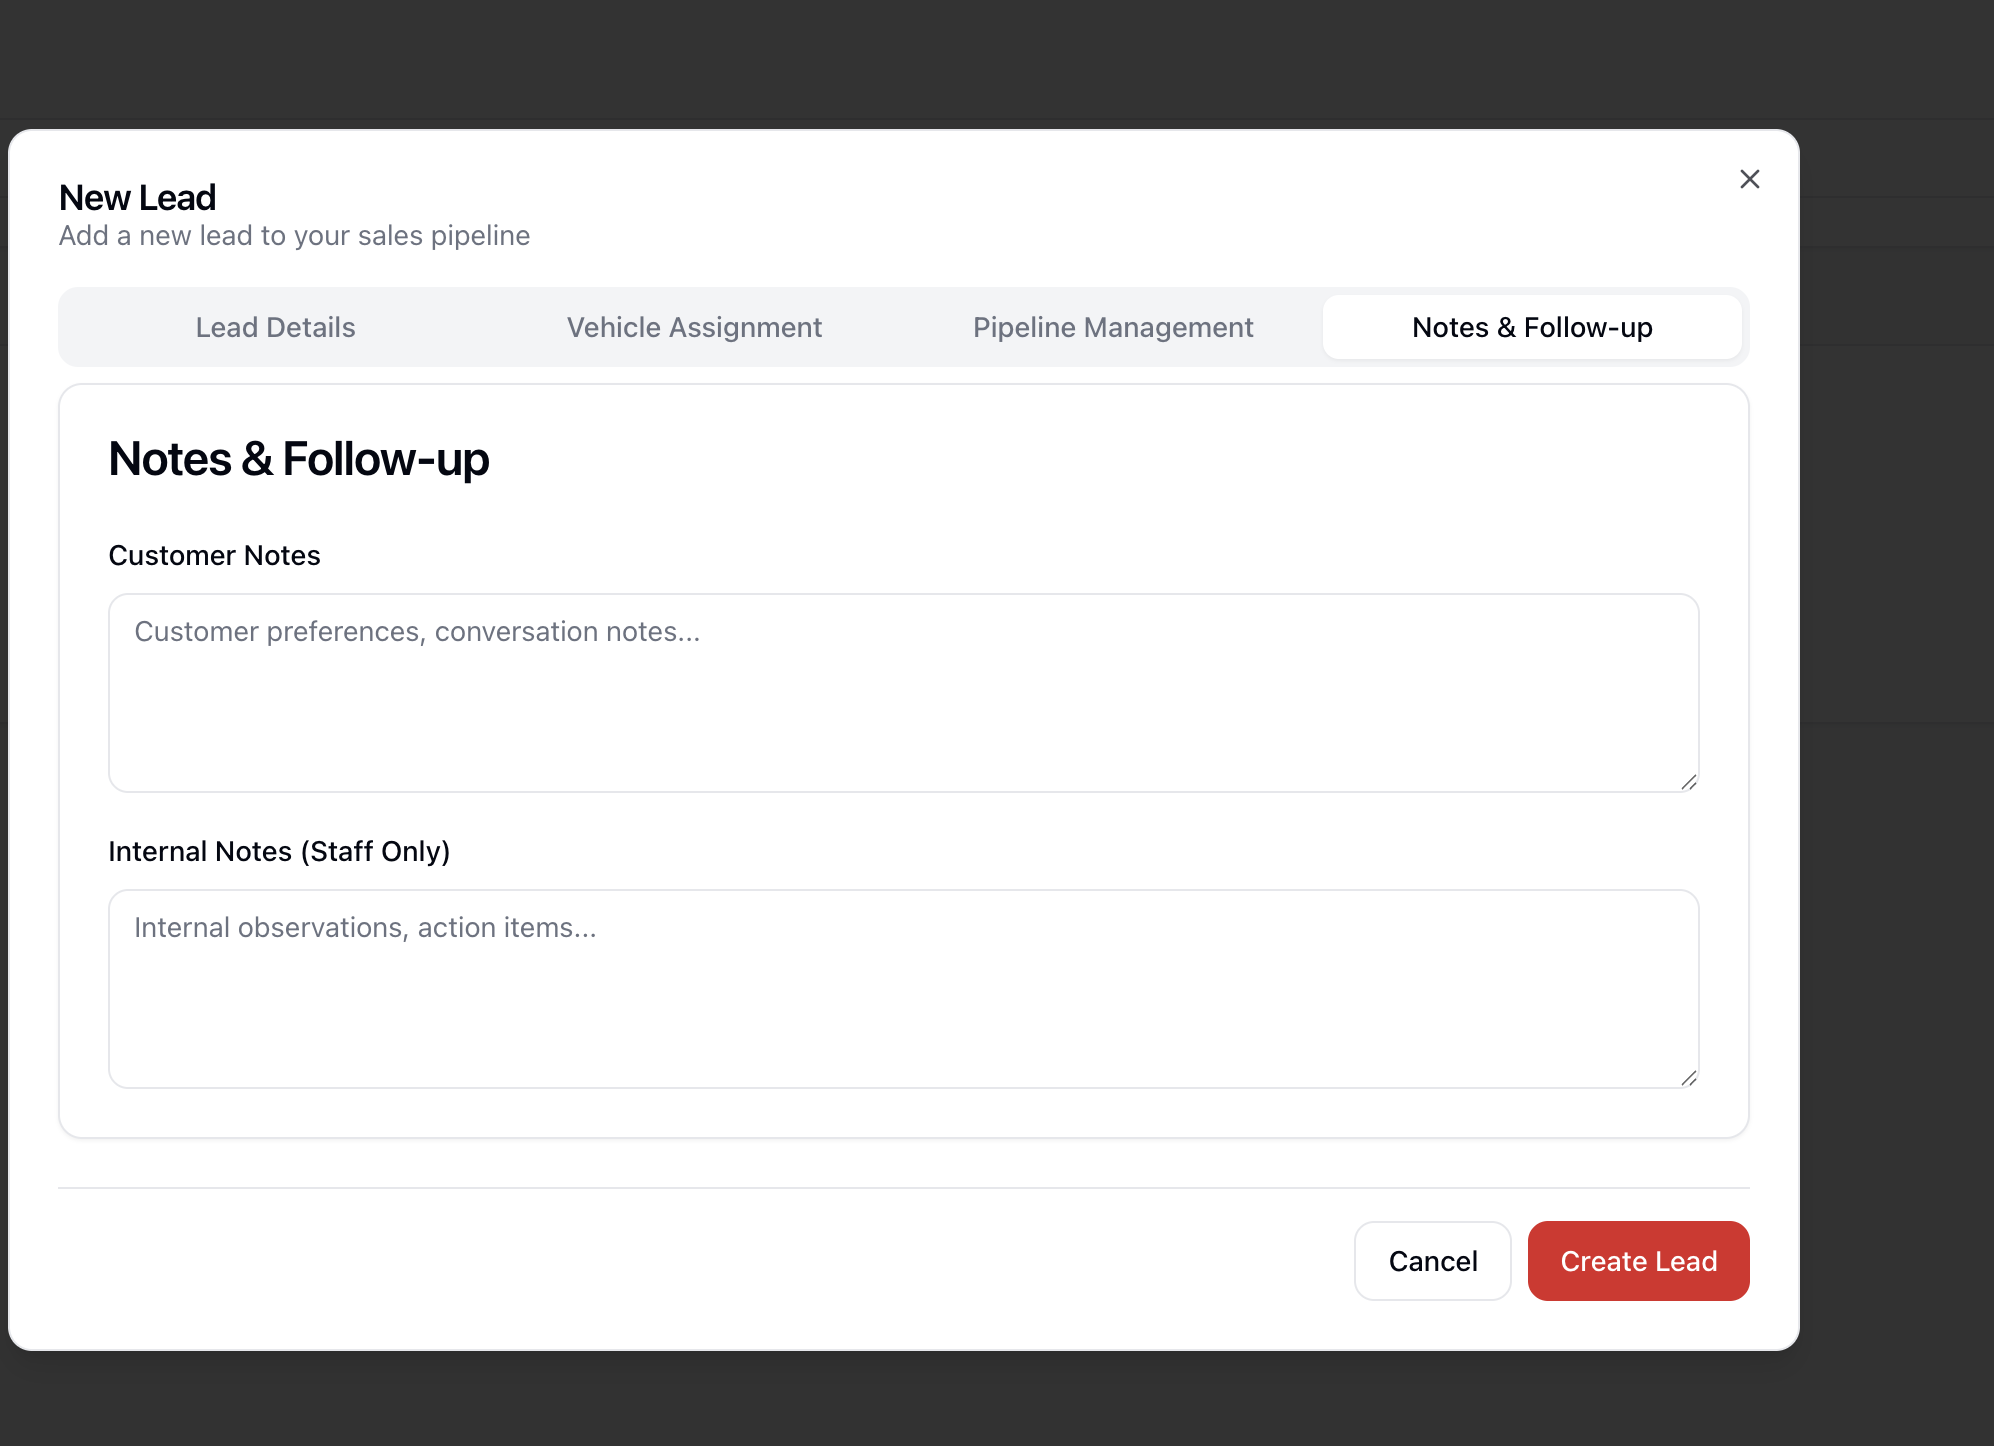 New Lead
Add a new lead to your sales pipeline
Lead Details
Vehicle Assignment
Pipeline Management
Notes & Follow-up
Notes & Follow-up
Customer Notes
Customer preferences, conversation notes...
Internal Notes (Staff Only)
Internal observations, action items...
Cancel
Create Lead